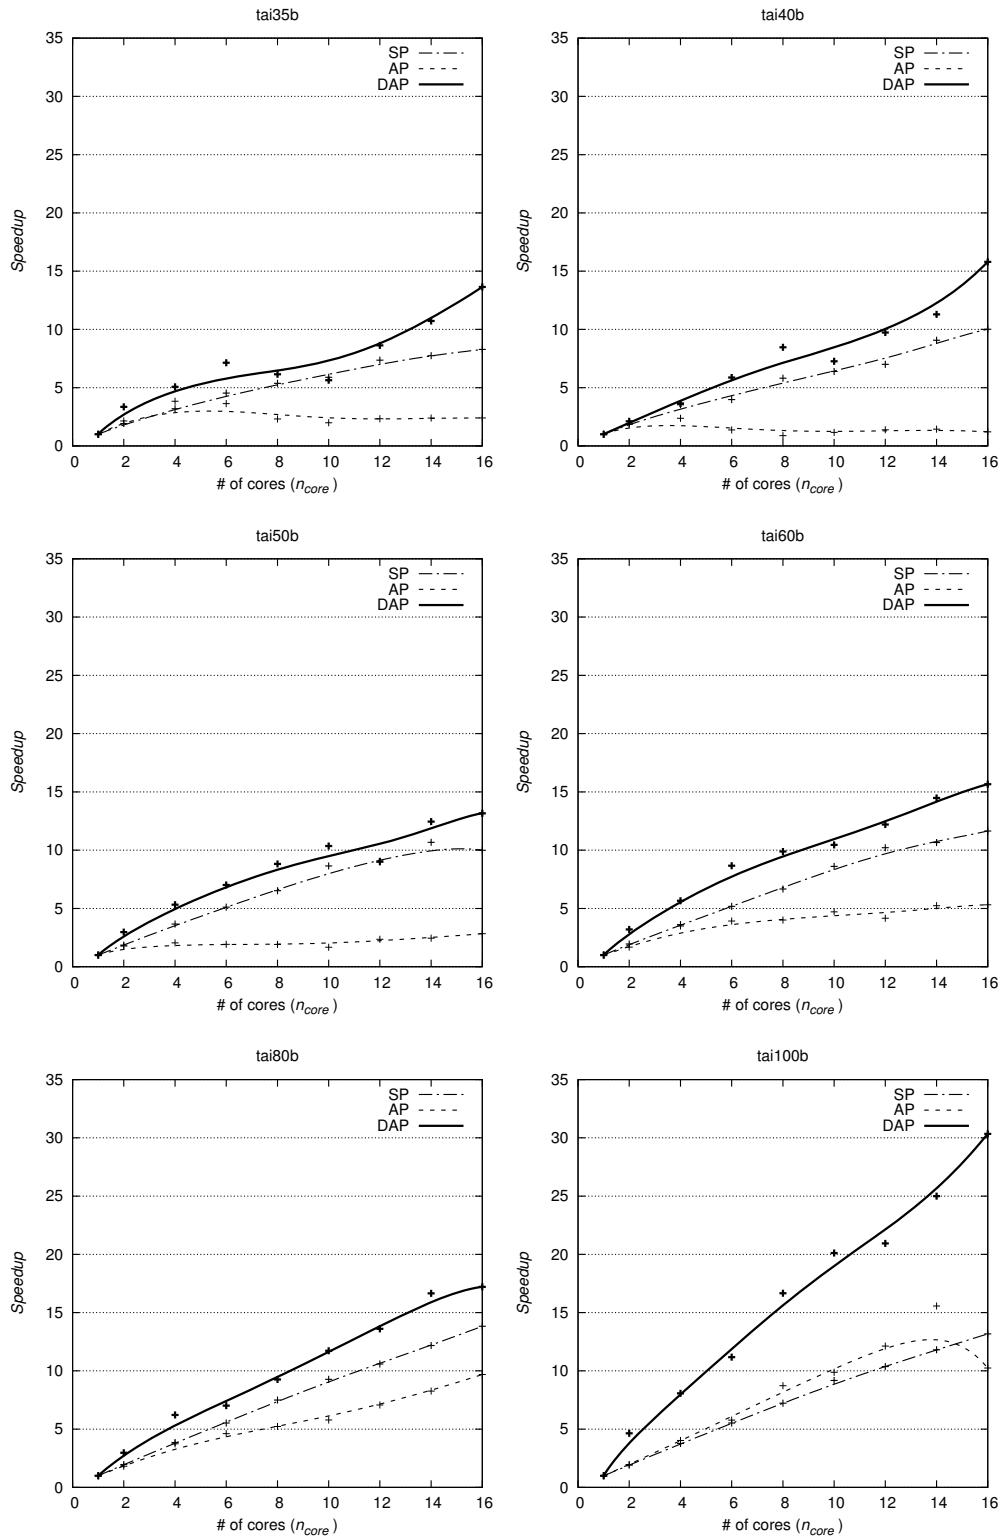 tai35b
35
30
25
20
15
10
5
0
Speedup
SP
AP
DAP
0 2 4 6 8 10 12 14 16
# of cores (n_core )
tai40b
35
30
25
20
15
10
5
0
Speedup
SP
AP
DAP
0 2 4 6 8 10 12 14 16
# of cores (n_core )
tai50b
35
30
25
20
15
10
5
0
Speedup
SP
AP
DAP
0 2 4 6 8 10 12 14 16
# of cores (n_core )
tai60b
35
30
25
20
15
10
5
0
Speedup
SP
AP
DAP
0 2 4 6 8 10 12 14 16
# of cores (n_core )
tai80b
35
30
25
20
15
10
5
0
Speedup
SP
AP
DAP
0 2 4 6 8 10 12 14 16
# of cores (n_core )
tai100b
35
30
25
20
15
10
5
0
Speedup
SP
AP
DAP
0 2 4 6 8 10 12 14 16
# of cores (n_core )